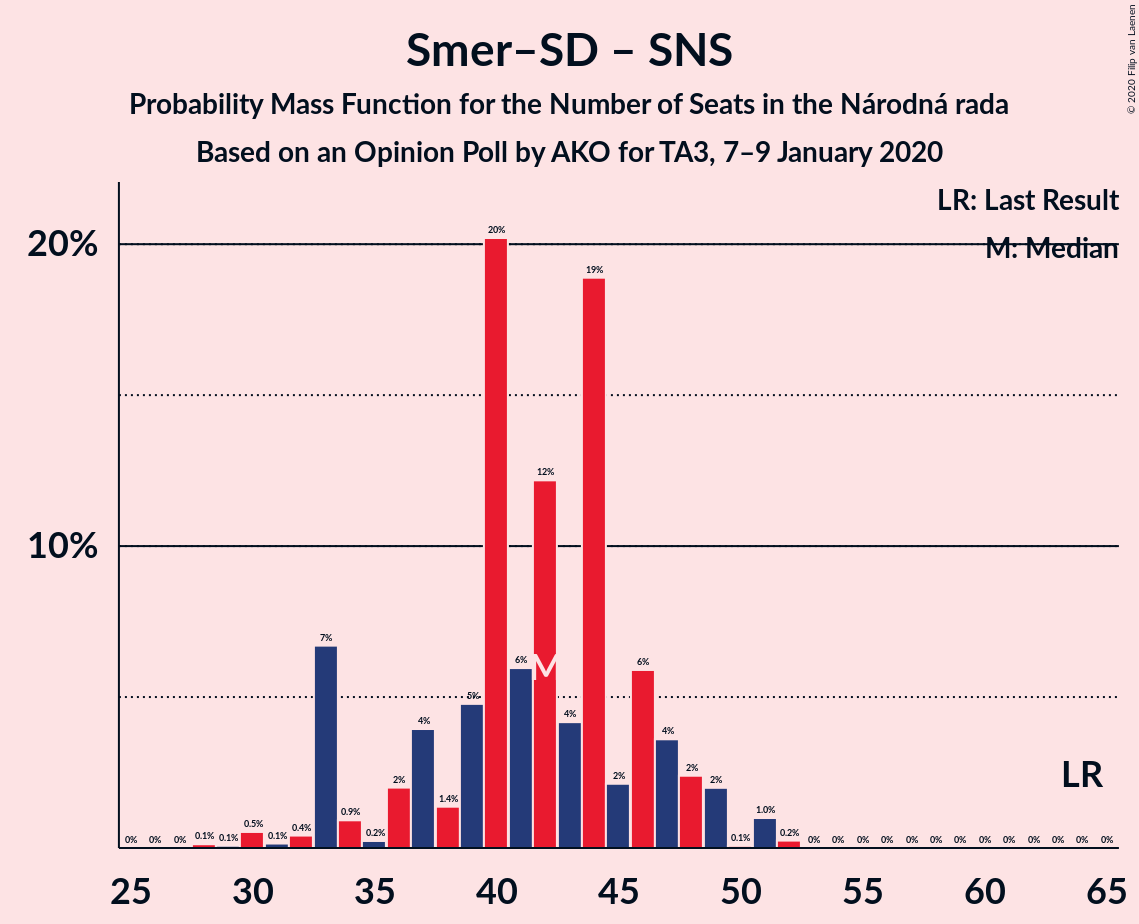 Smer–SD – SNS
Probability Mass Function for the Number of Seats in the Národná rada
Based on an Opinion Poll by AKO for TA3, 7–9 January 2020
© 2020 Filip van Laenen
LR: Last Result
M: Median
20%
10%
0% 0% 0% 0.1% 0.1% 0.5% 0.1% 0.4% 7% 0.9% 0.2% 2% 4% 1.4% 5% 20% 6% 12% 4% 19% 2% 6% 4% 2% 2% 0.1% 1.0% 0.2% 0% 0% 0% 0% 0% 0% 0% 0% 0% 0% 0% 0% 0%
M
LR
25 30 35 40 45 50 55 60 65